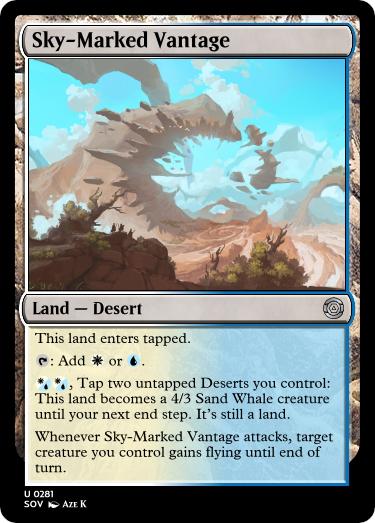 Sky-Marked Vantage
Land — Desert
This land enters tapped.
: Add or .
, Tap two untapped Deserts you control:
This land becomes a 4/3 Sand Whale creature
until your next end step. It's still a land.
Whenever Sky-Marked Vantage attacks, target
creature you control gains flying until end of
turn.
U 0281
SOV Aze K